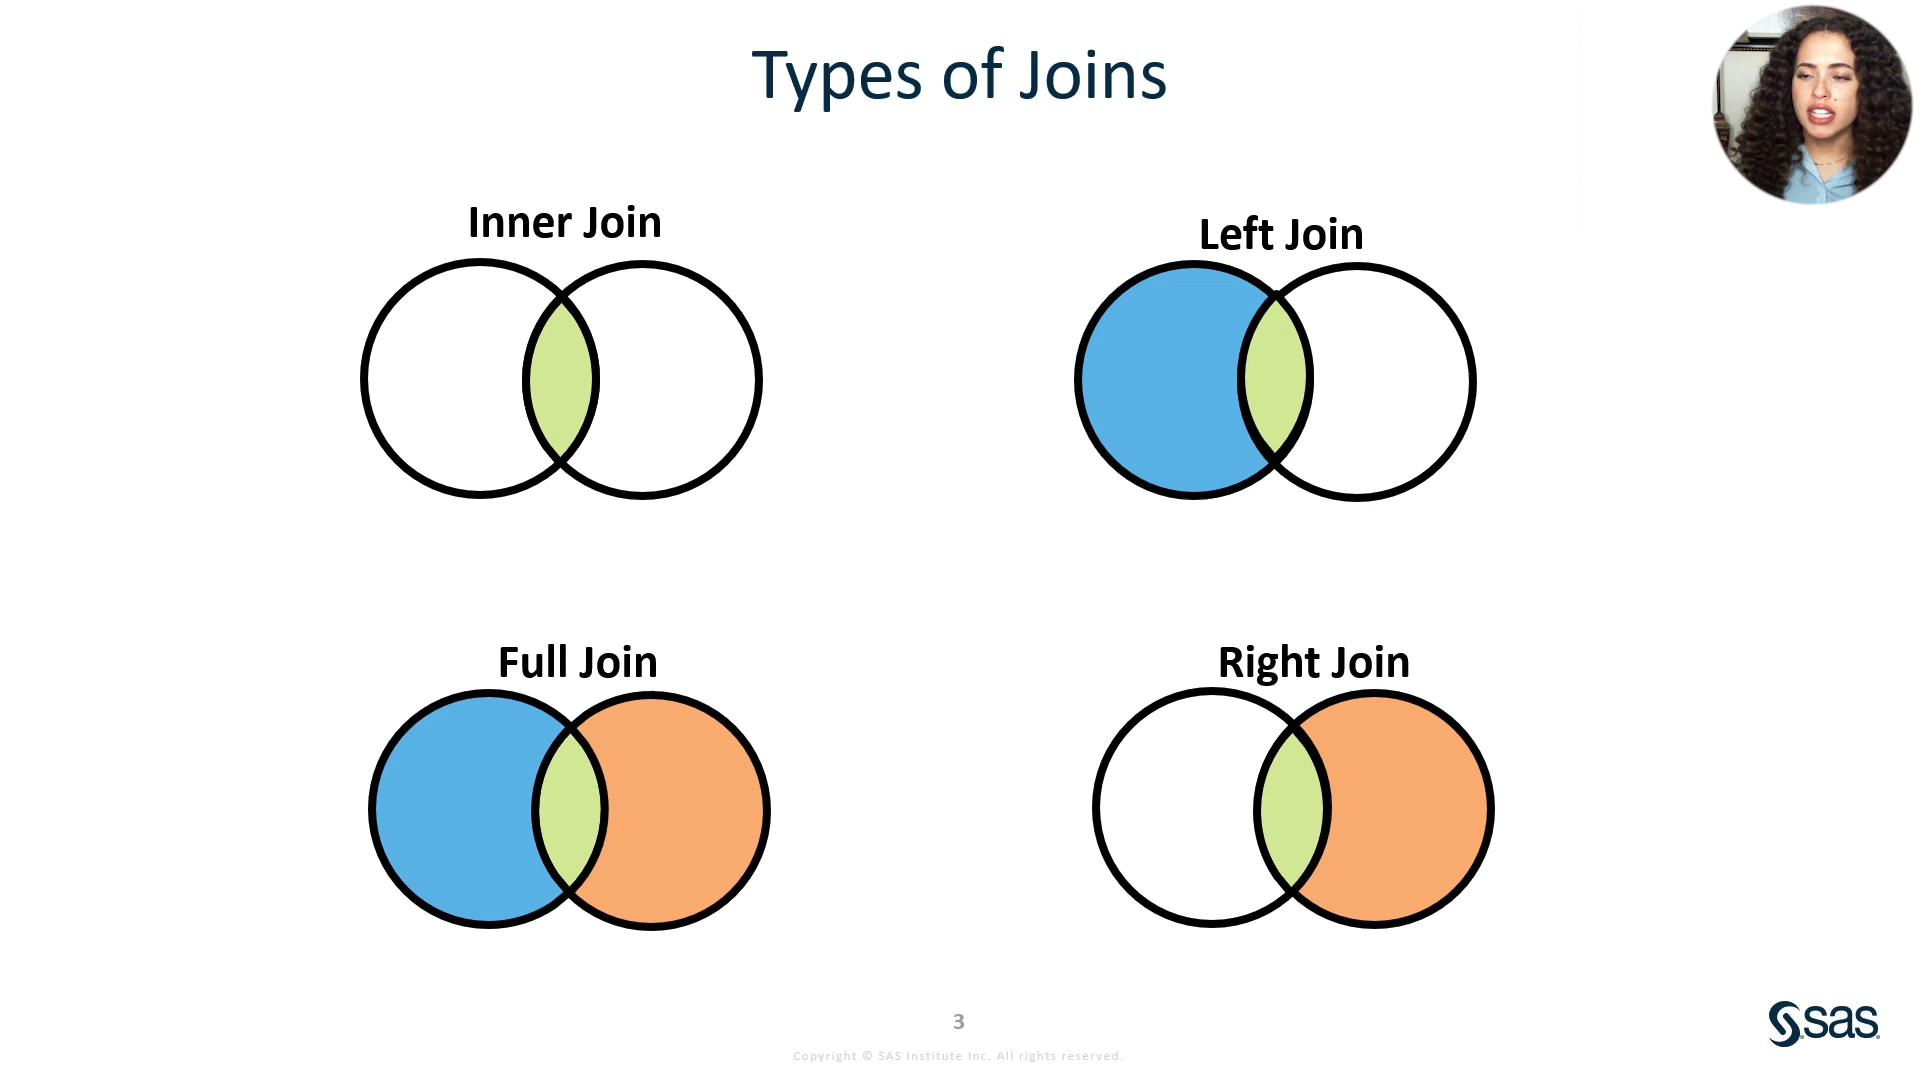 Types of Joins
Inner Join
Left Join
Full Join
Right Join
3
Copyright © SAS Institute Inc. All rights reserved.
sas